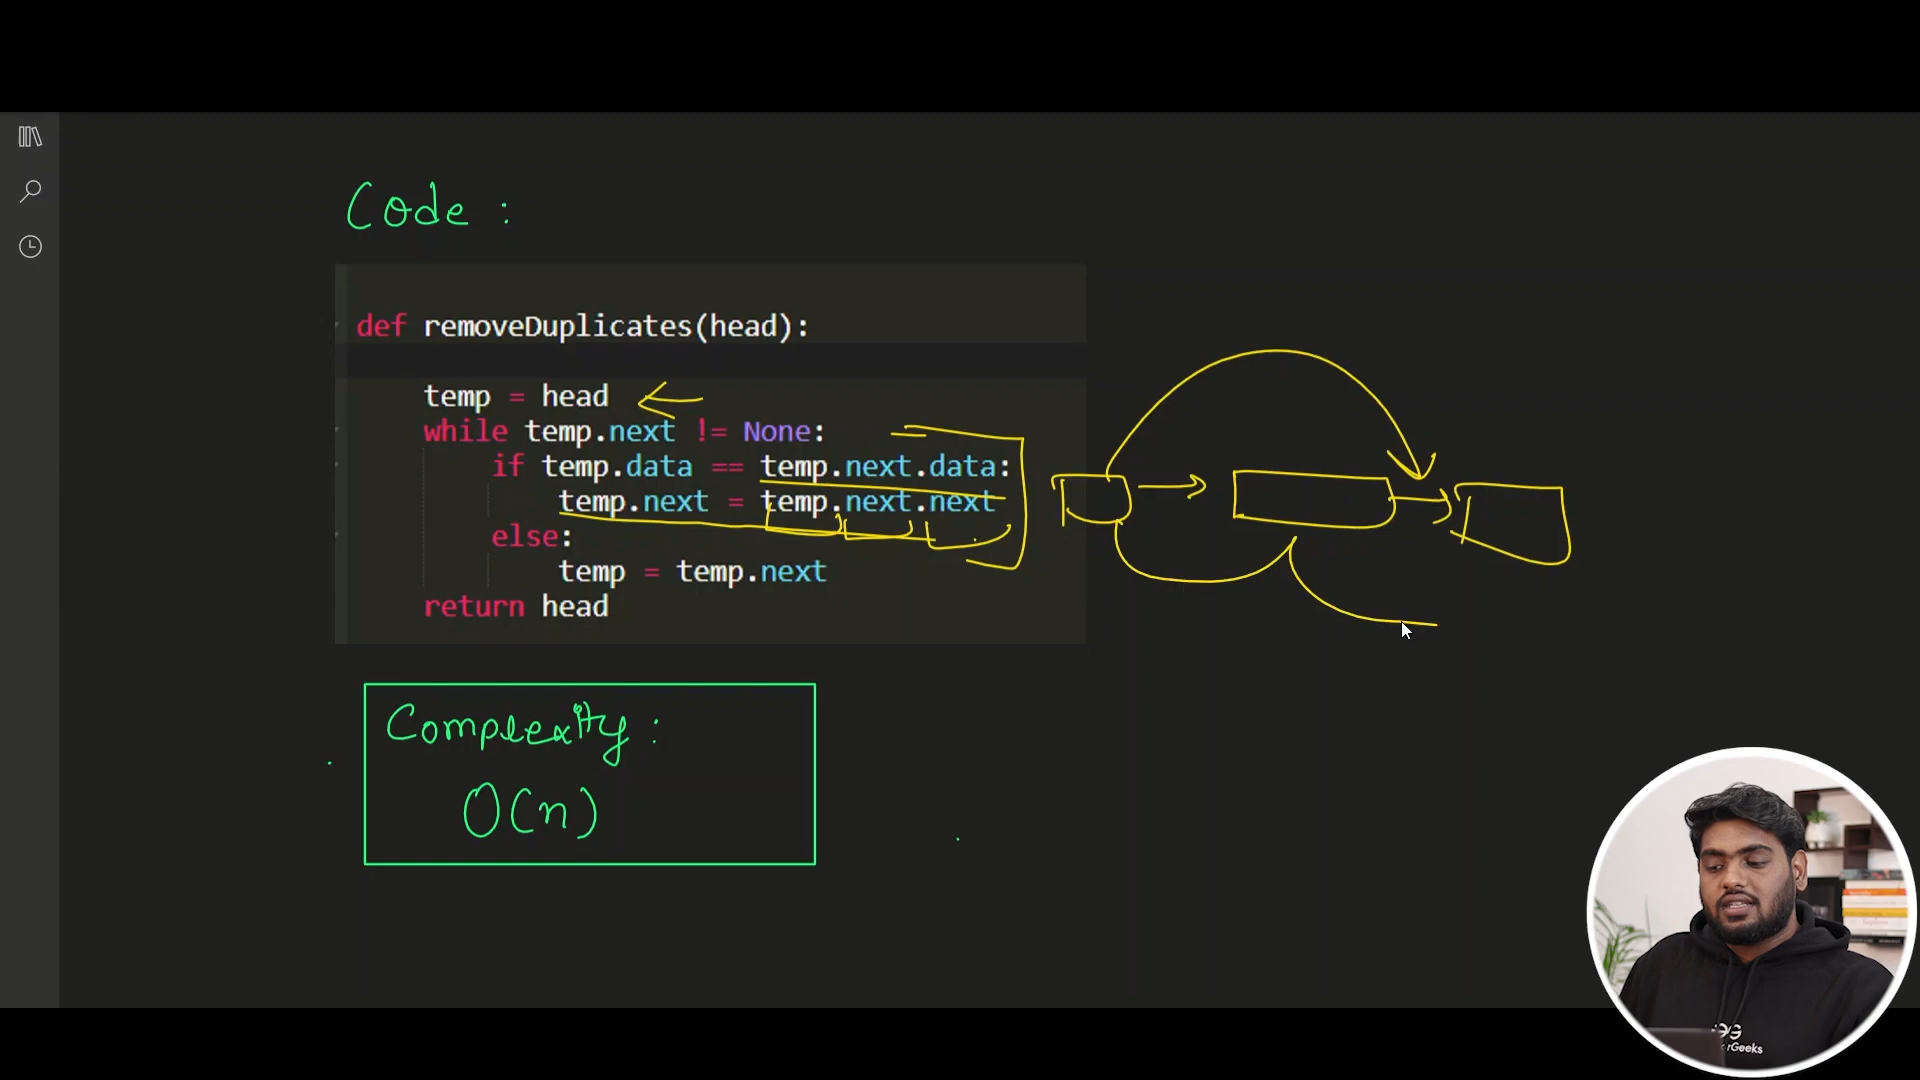 Code :
def removeDuplicates(head):
temp = head
while temp.next != None:
if temp.data == temp.next.data:
temp.next = temp.next.next
else:
temp = temp.next
return head
Complexity :
O(n)
rGeeks